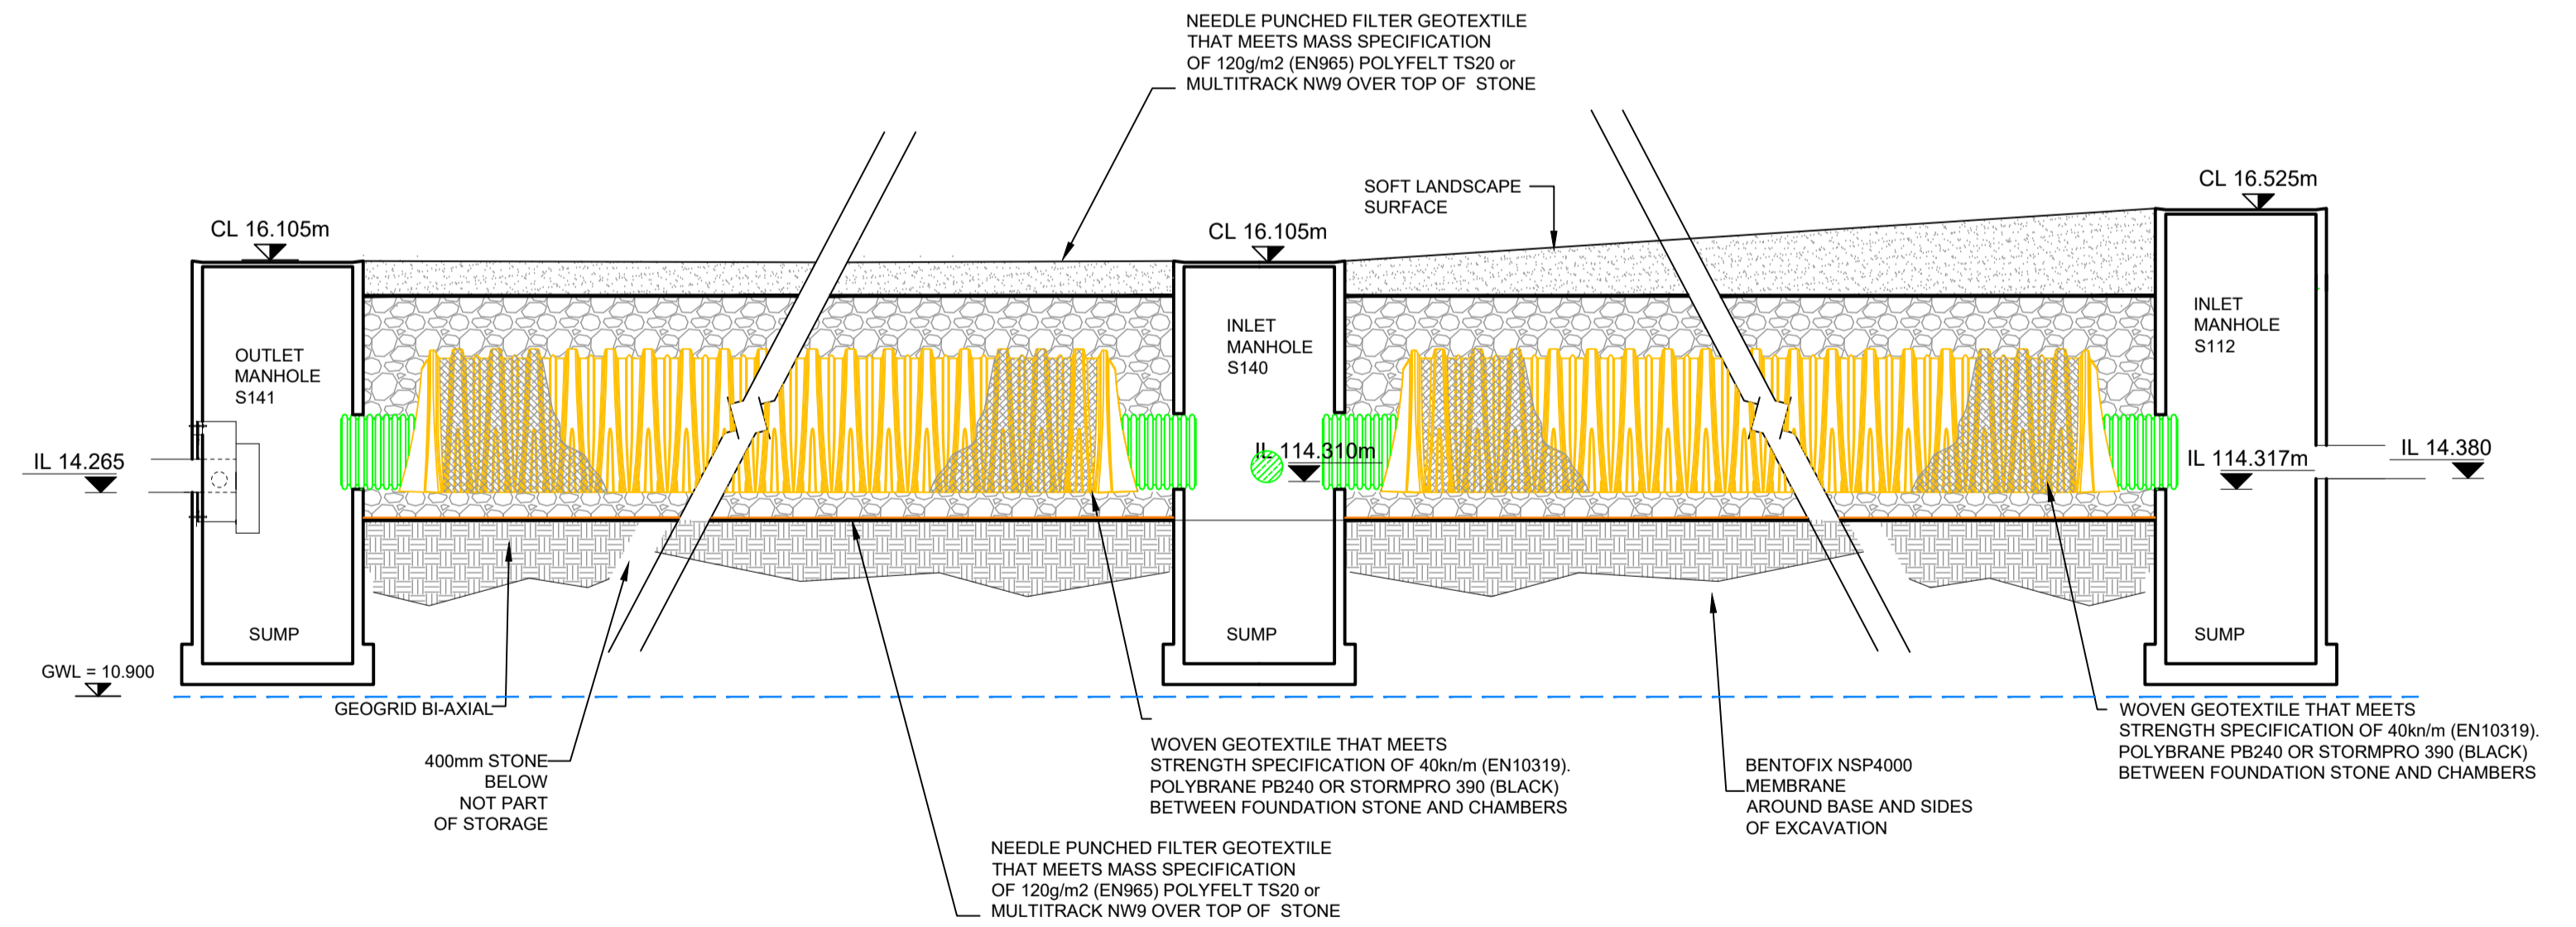 NEEDLE PUNCHED FILTER GEOTEXTILE
THAT MEETS MASS SPECIFICATION
OF 120g/m2 (EN965) POLYFELT TS20 or
MULTITRACK NW9 OVER TOP OF STONE
SOFT LANDSCAPE
SURFACE
CL 16.525m
CL 16.105m
CL 16.105m
INLET
MANHOLE
S112
INLET
MANHOLE
S140
OUTLET
MANHOLE
S141
IL 14.265
IL 114.310m
IL 114.317m
IL 14.380
SUMP
SUMP
SUMP
GWL = 10.900
GEOGRID BI-AXIAL
400mm STONE
BELOW
NOT PART
OF STORAGE
WOVEN GEOTEXTILE THAT MEETS
STRENGTH SPECIFICATION OF 40kn/m (EN10319).
POLYBRANE PB240 OR STORMPRO 390 (BLACK)
BETWEEN FOUNDATION STONE AND CHAMBERS
BENTOFIX NSP4000
MEMBRANE
AROUND BASE AND SIDES
OF EXCAVATION
WOVEN GEOTEXTILE THAT MEETS
STRENGTH SPECIFICATION OF 40kn/m (EN10319).
POLYBRANE PB240 OR STORMPRO 390 (BLACK)
BETWEEN FOUNDATION STONE AND CHAMBERS
NEEDLE PUNCHED FILTER GEOTEXTILE
THAT MEETS MASS SPECIFICATION
OF 120g/m2 (EN965) POLYFELT TS20 or
MULTITRACK NW9 OVER TOP OF STONE